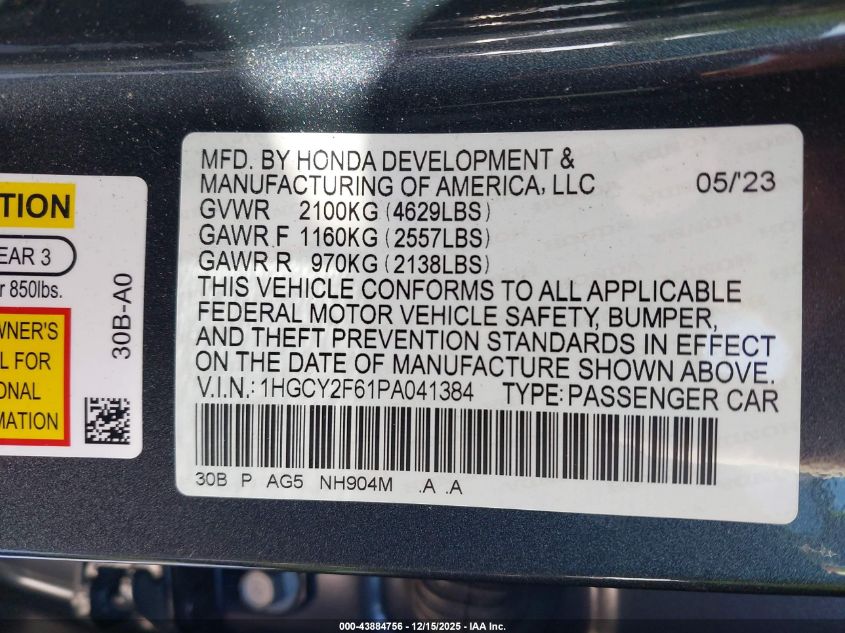 TION
EAR 3
r 850lbs.
WNER'S
L FOR
ONAL
MATION
30B-A0
MFD. BY HONDA DEVELOPMENT &
MANUFACTURING OF AMERICA, LLC 05/'23
GVWR 2100KG (4629LBS)
GAWR F 1160KG (2557LBS)
GAWR R 970KG (2138LBS)
THIS VEHICLE CONFORMS TO ALL APPLICABLE
FEDERAL MOTOR VEHICLE SAFETY, BUMPER,
AND THEFT PREVENTION STANDARDS IN EFFECT
ON THE DATE OF MANUFACTURE SHOWN ABOVE.
V.I.N.: 1HGCY2F61PA041384 TYPE: PASSENGER CAR
30B P AG5 NH904M .A .A
000-43884756 - 12/15/2025 - IAA Inc.